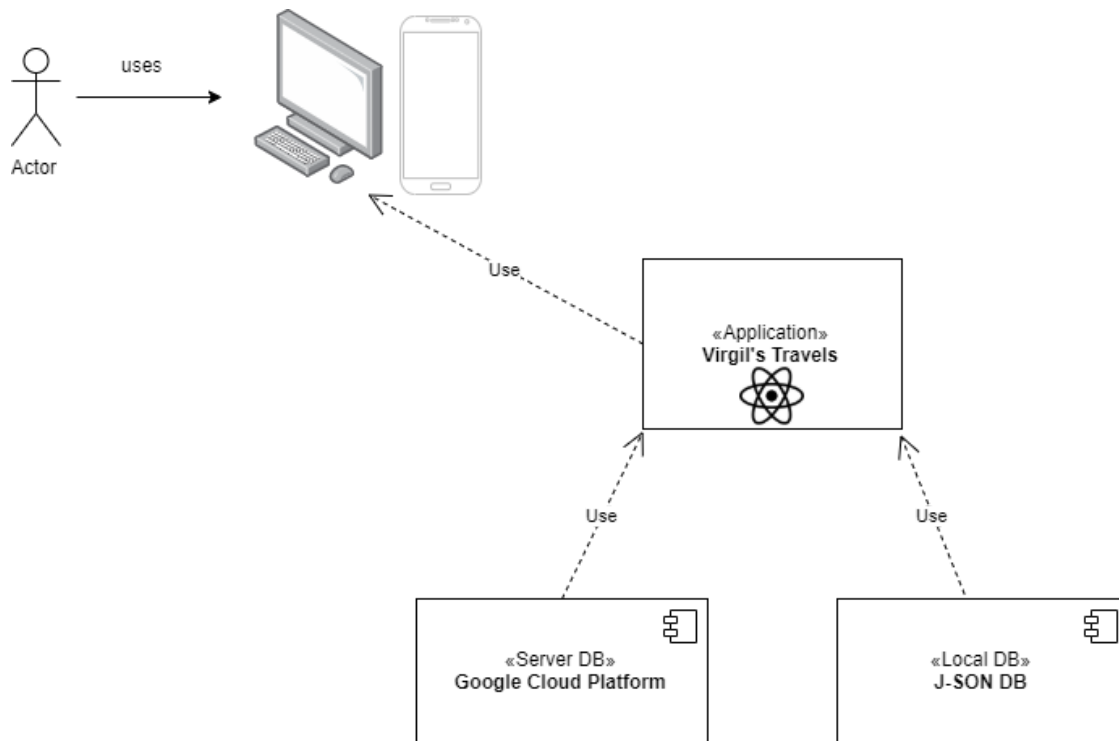 uses
Actor
Use
«Application»
Virgil's Travels
Use
Use
«Server DB»
Google Cloud Platform
«Local DB»
J-SON DB